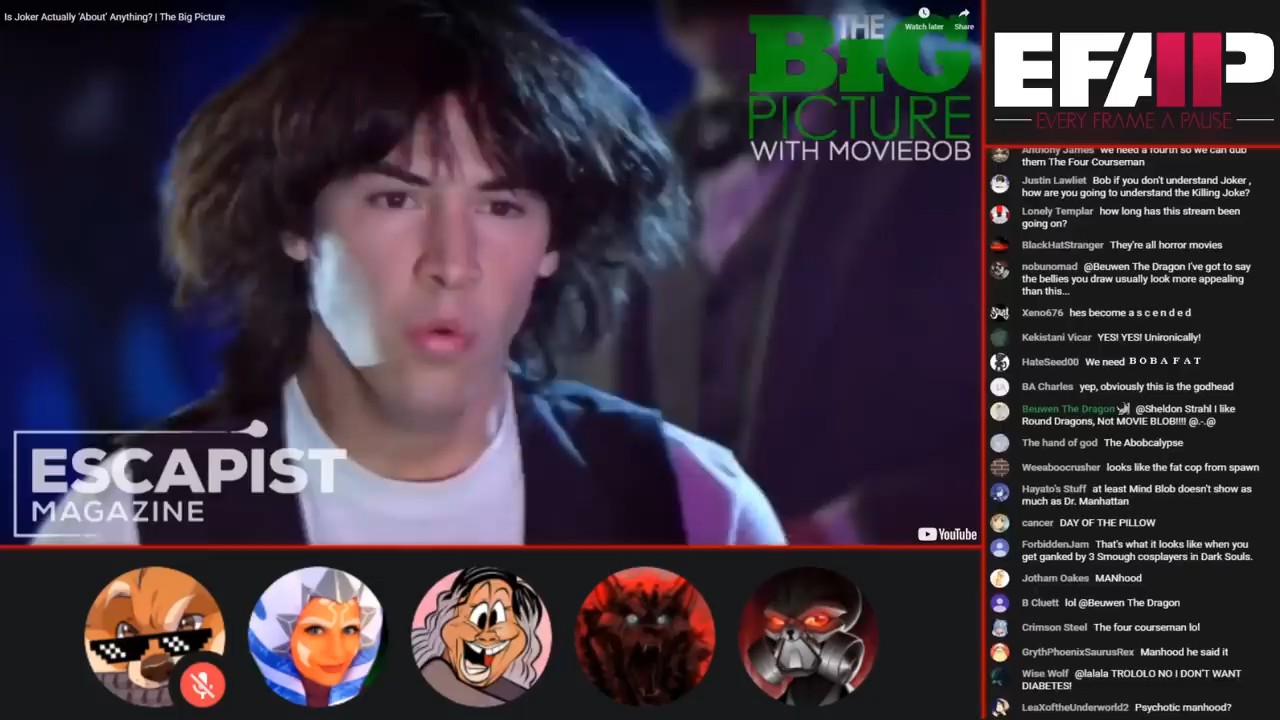 Is Joker Actually 'About' Anything? | The Big Picture
Watch later
Share
THE
BIG
PICTURE
WITH MOVIEBOB
ESCAPIST
MAGAZINE
YouTube
EFAP
EVERY FRAME A PAUSE
Anthony James we need a fourth so we can dub
them The Four Courseman
Justin Lawliet Bob if you don't understand Joker ,
how are you going to understand the Killing Joke?
Lonely Templar how long has this stream been
going on?
BlackHatStranger They're all horror movies
nobunomad @Beuwen The Dragon I've got to say
the bellies you draw usually look more appealing
than this...
Xeno676 hes become a s c e n d e d
Kekistani Vicar YES! YES! Unironically!
HateSeed00 We need B O B A F A T
BA Charles yep, obviously this is the godhead
Beuwen The Dragon @Sheldon Strahl I like
Round Dragons, Not MOVIE BLOB!!!! @.-.@
The hand of god The Abobcalypse
Weeaboocrusher looks like the fat cop from spawn
Hayato's Stuff at least Mind Blob doesn't show as
much as Dr. Manhattan
cancer DAY OF THE PILLOW
ForbiddenJam That's what it looks like when you
get ganked by 3 Smough cosplayers in Dark Souls.
Jotham Oakes MANhood
B Cluett lol @Beuwen The Dragon
Crimson Steel The four courseman lol
GrythPhoenixSaurusRex Manhood he said it
Wise Wolf @lalala TROLOLO NO I DON'T WANT
DIABETES!
LeaXoftheUnderworld2 Psychotic manhood?